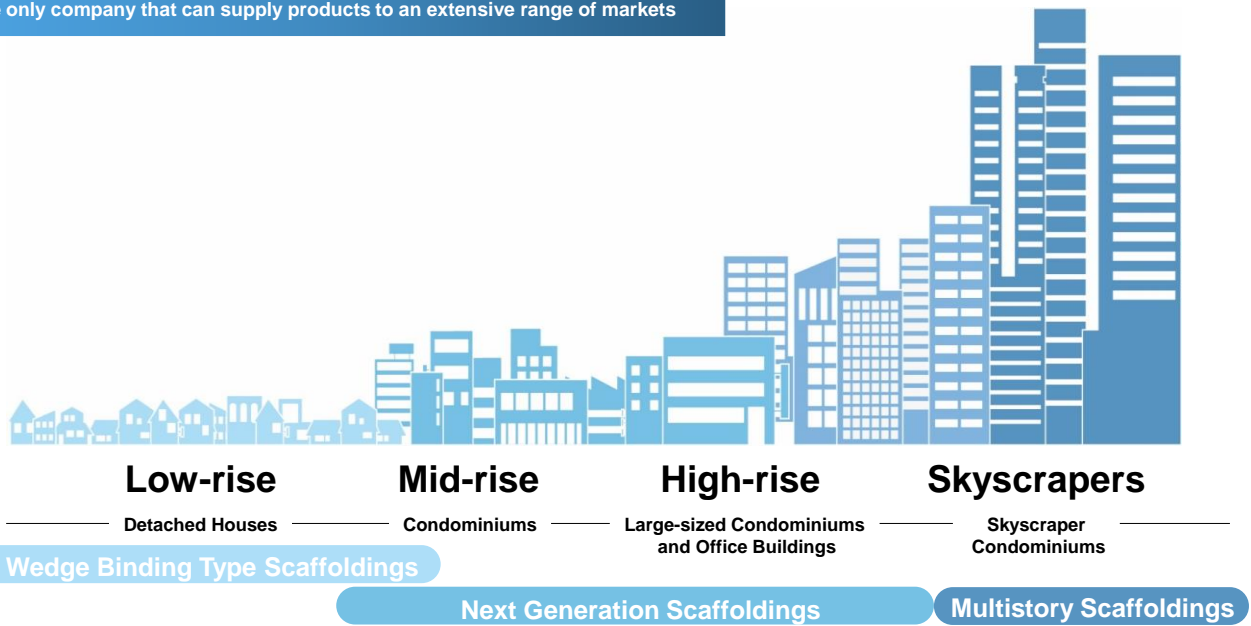 only company that can supply products to an extensive range of markets
Low-rise
Mid-rise
High-rise
Skyscrapers
Detached Houses
Condominiums
Large-sized Condominiums
and Office Buildings
Skyscraper
Condominiums
Wedge Binding Type Scaffoldings
Next Generation Scaffoldings
Multistory Scaffoldings